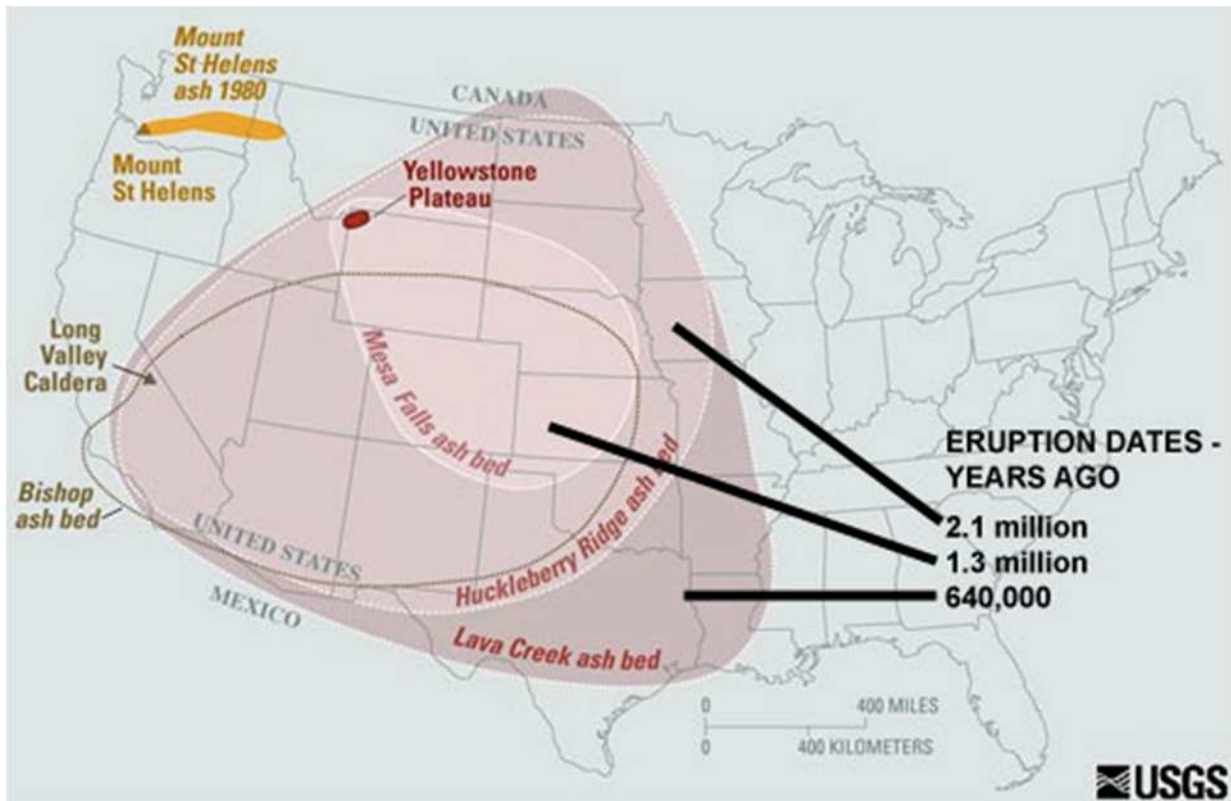 Mount
St Helens
ash 1980
CANADA
UNITED STATES
Mount
St Helens
Yellowstone
Plateau
Long
Valley
Caldera
Mesa Falls ash bed
Bishop
ash bed
UNITED STATES
MEXICO
Huckleberry Ridge ash bed
Lava Creek ash bed
ERUPTION DATES -
YEARS AGO
2.1 million
1.3 million
640,000
0 400 MILES
0 400 KILOMETERS
USGS